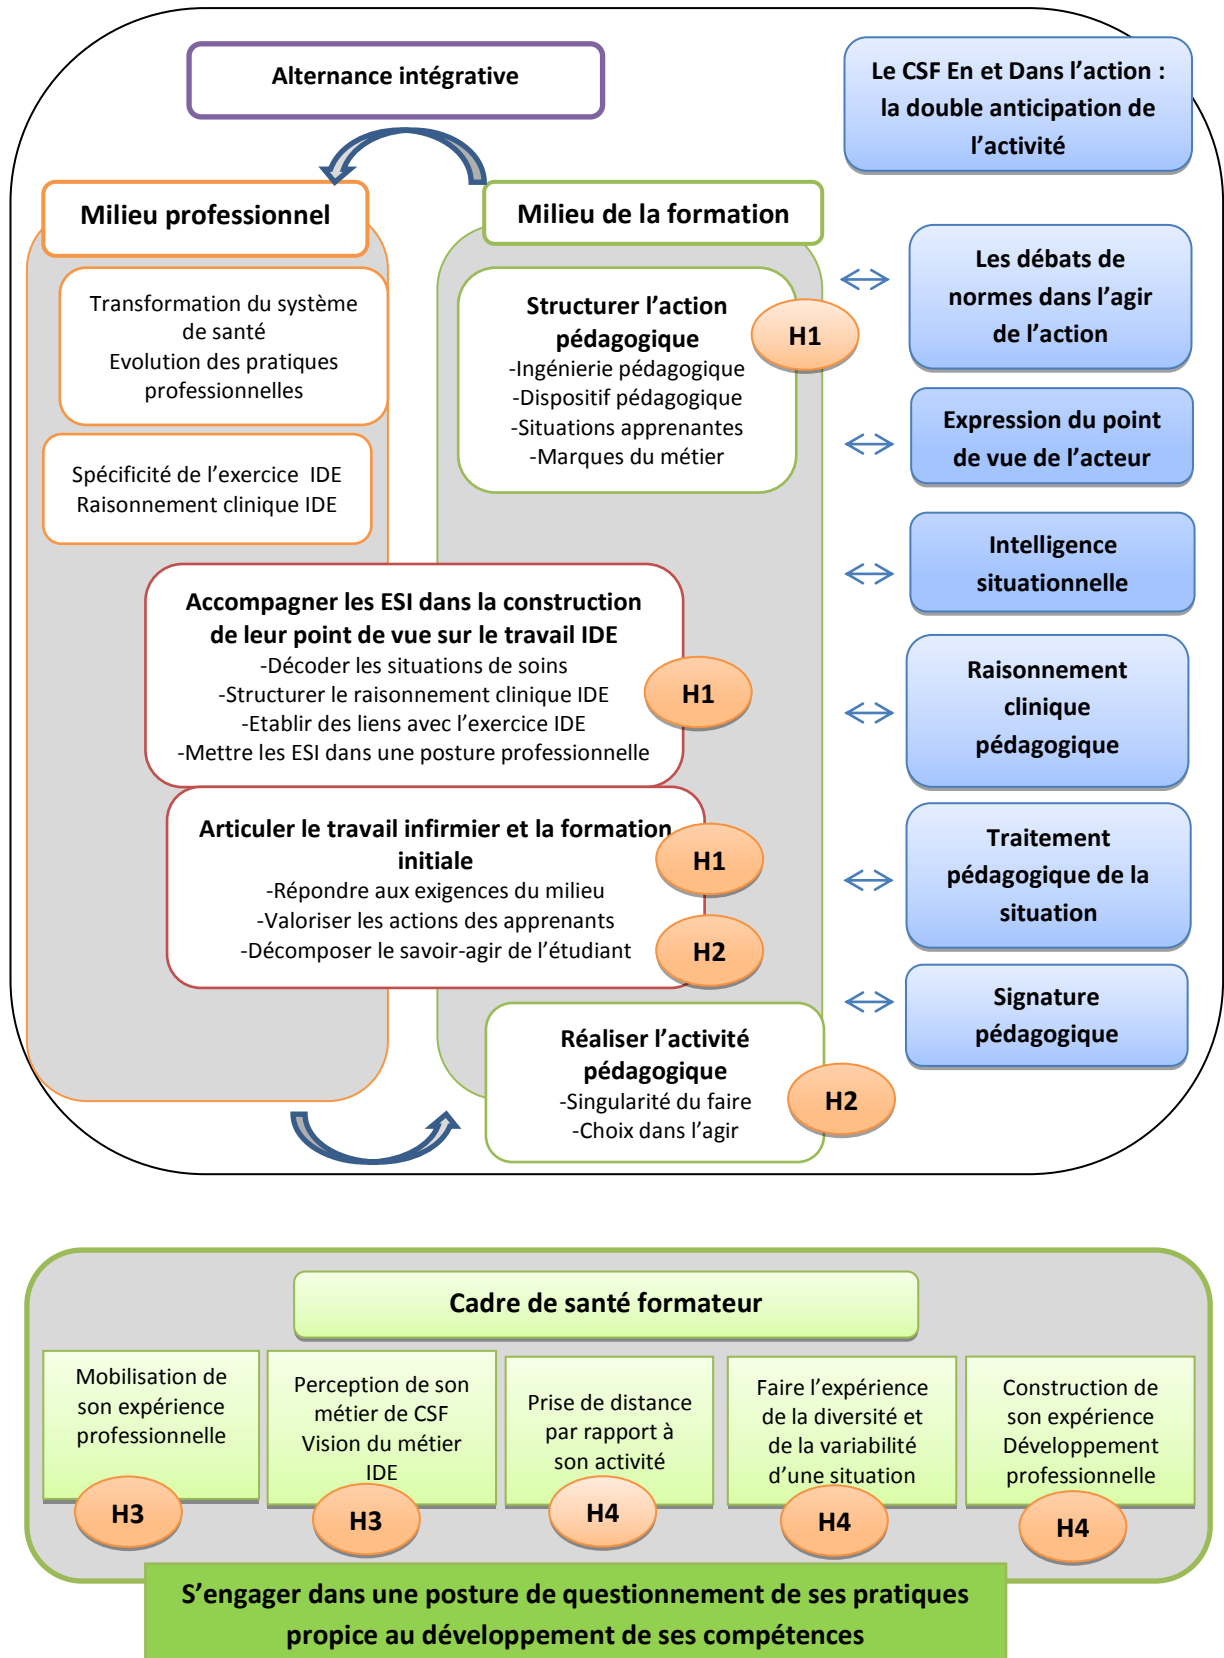 Alternance intégrative
Le CSF En et Dans l’action :
la double anticipation de
l’activité
Milieu professionnel
Transformation du système
de santé
Evolution des pratiques
professionnelles
Spécificité de l’exercice IDE
Raisonnement clinique IDE
Milieu de la formation
Structurer l’action
pédagogique
-Ingénierie pédagogique
-Dispositif pédagogique
-Situations apprenantes
-Marques du métier
H1
Accompagner les ESI dans la construction
de leur point de vue sur le travail IDE
-Décoder les situations de soins
-Structurer le raisonnement clinique IDE
-Etablir des liens avec l’exercice IDE
-Mettre les ESI dans une posture professionnelle
H1
Articuler le travail infirmier et la formation
initiale
-Répondre aux exigences du milieu
-Valoriser les actions des apprenants
-Décomposer le savoir-agir de l’étudiant
H1
H2
Réaliser l’activité
pédagogique
-Singularité du faire
-Choix dans l’agir
H2
Les débats de
normes dans l’agir
de l’action
Expression du point
de vue de l’acteur
Intelligence
situationnelle
Raisonnement
clinique
pédagogique
Traitement
pédagogique de la
situation
Signature
pédagogique
Cadre de santé formateur
Mobilisation de
son expérience
professionnelle
H3
Perception de son
métier de CSF
Vision du métier
IDE
H3
Prise de distance
par rapport à
son activité
H4
Faire l’expérience
de la diversité et
de la variabilité
d’une situation
H4
Construction de
son expérience
Développement
professionnelle
H4
S’engager dans une posture de questionnement de ses pratiques
propice au développement de ses compétences